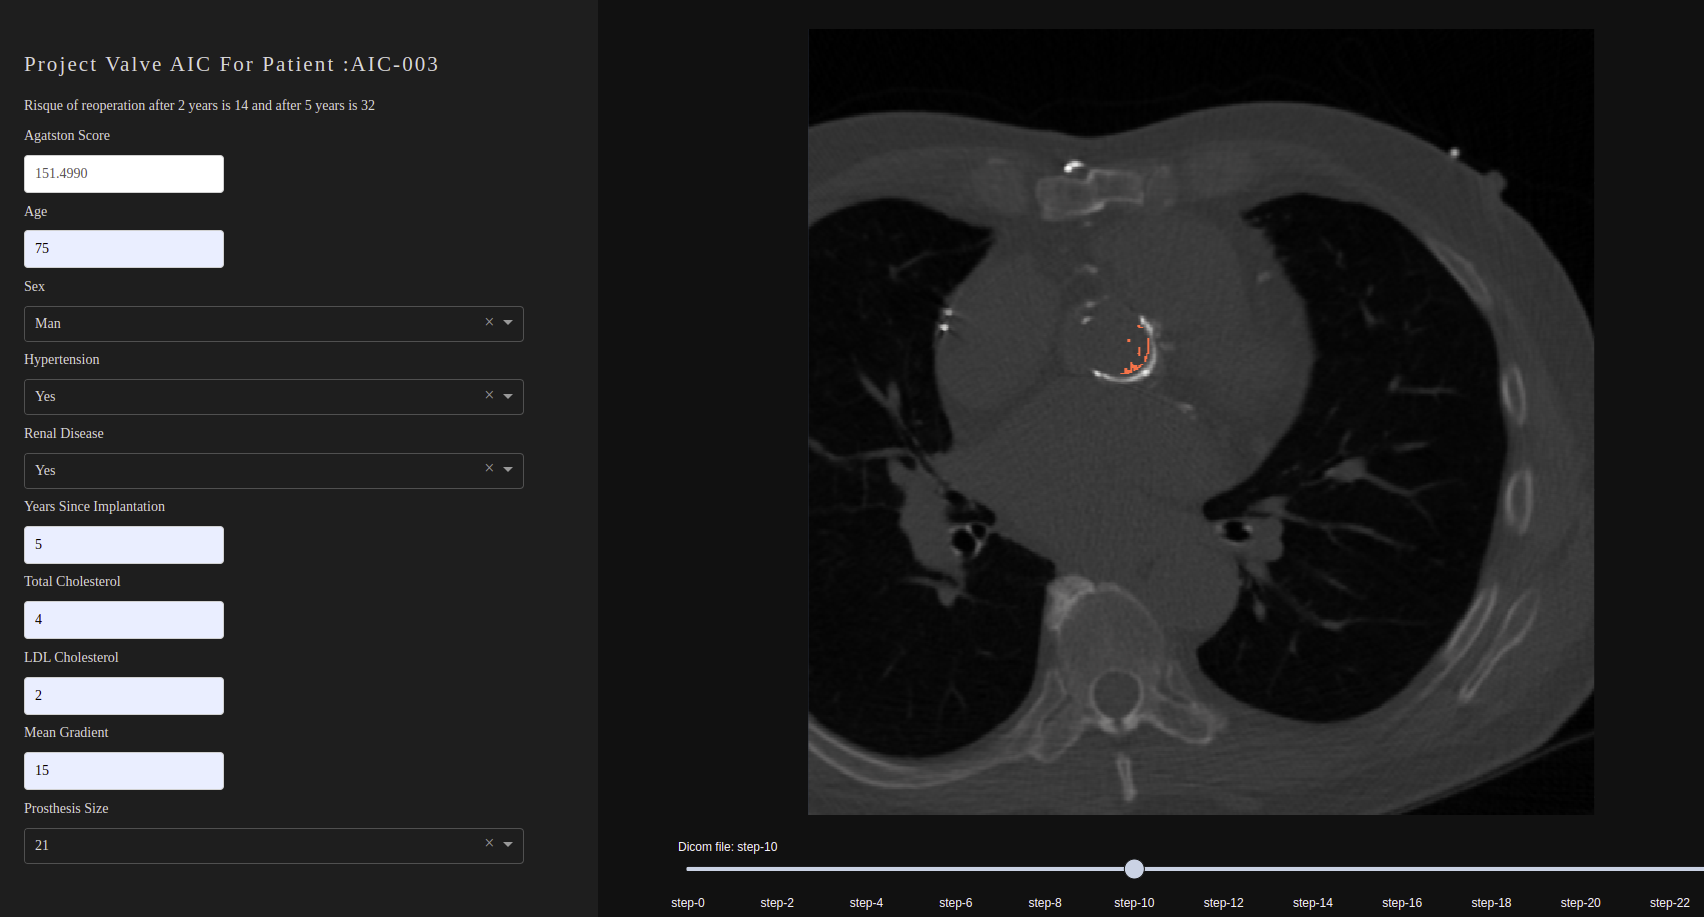 Project Valve AIC For Patient :AIC-003
Risque of reoperation after 2 years is 14 and after 5 years is 32
Agatston Score
151.4990
Age
75
Sex
Man
Hypertension
Yes
Renal Disease
Yes
Years Since Implantation
5
Total Cholesterol
4
LDL Cholesterol
2
Mean Gradient
15
Prosthesis Size
21
Dicom file: step-10
step-0 step-2 step-4 step-6 step-8 step-10 step-12 step-14 step-16 step-18 step-20 step-22